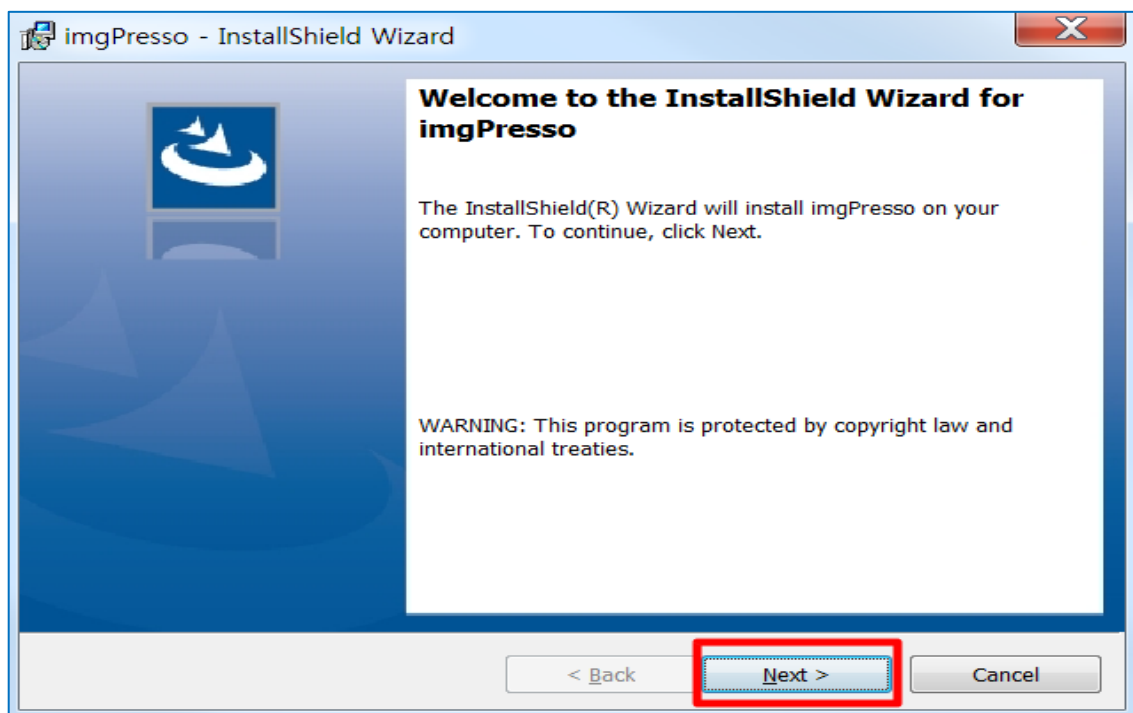 imgPresso - InstallShield Wizard
Welcome to the InstallShield Wizard for
imgPresso
The InstallShield(R) Wizard will install imgPresso on your
computer. To continue, click Next.
WARNING: This program is protected by copyright law and
international treaties.
< Back Next > Cancel